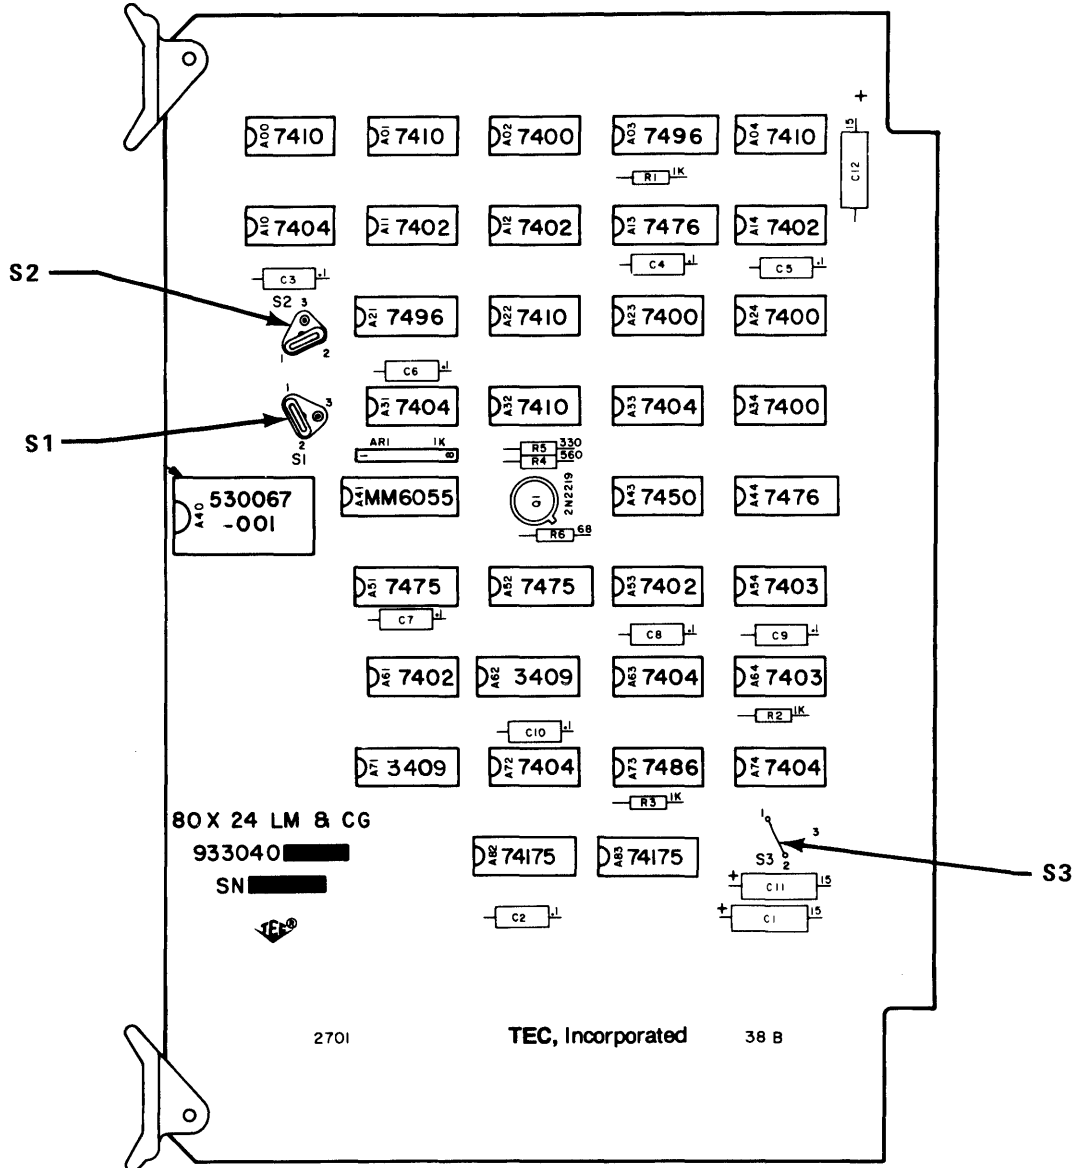 +
15
C12
A00 7410
A01 7410
A02 7400
A03 7496
A04 7410
R1 1K
A10 7404
A11 7402
A12 7402
A13 7476
A14 7402
C3 .1
C4 .1
C5 .1
S2
S2 3
1 2
A21 7496
A22 7410
A23 7400
A24 7400
C6 .1
S1
1
3
2
S1
A31 7404
A32 7410
A33 7404
A34 7400
AR1 1K
1 8
R5 330
R4 560
A40 530067
-001
A41 MM6055
Q1
2N2219
R6 68
A43 7450
A44 7476
A51 7475
A52 7475
A53 7402
A54 7403
C7 .1
C8 .1
C9 .1
A61 7402
A62 3409
A63 7404
A64 7403
R2 1K
C10 .1
A71 3409
A72 7404
A73 7486
A74 7404
R3 1K
80 X 24 LM & CG
933040
SN
TEC®
A82 74175
A83 74175
1
3
S3 2
S3
+ C11 15
+ C1 15
C2 .1
2701
TEC, Incorporated
38 B